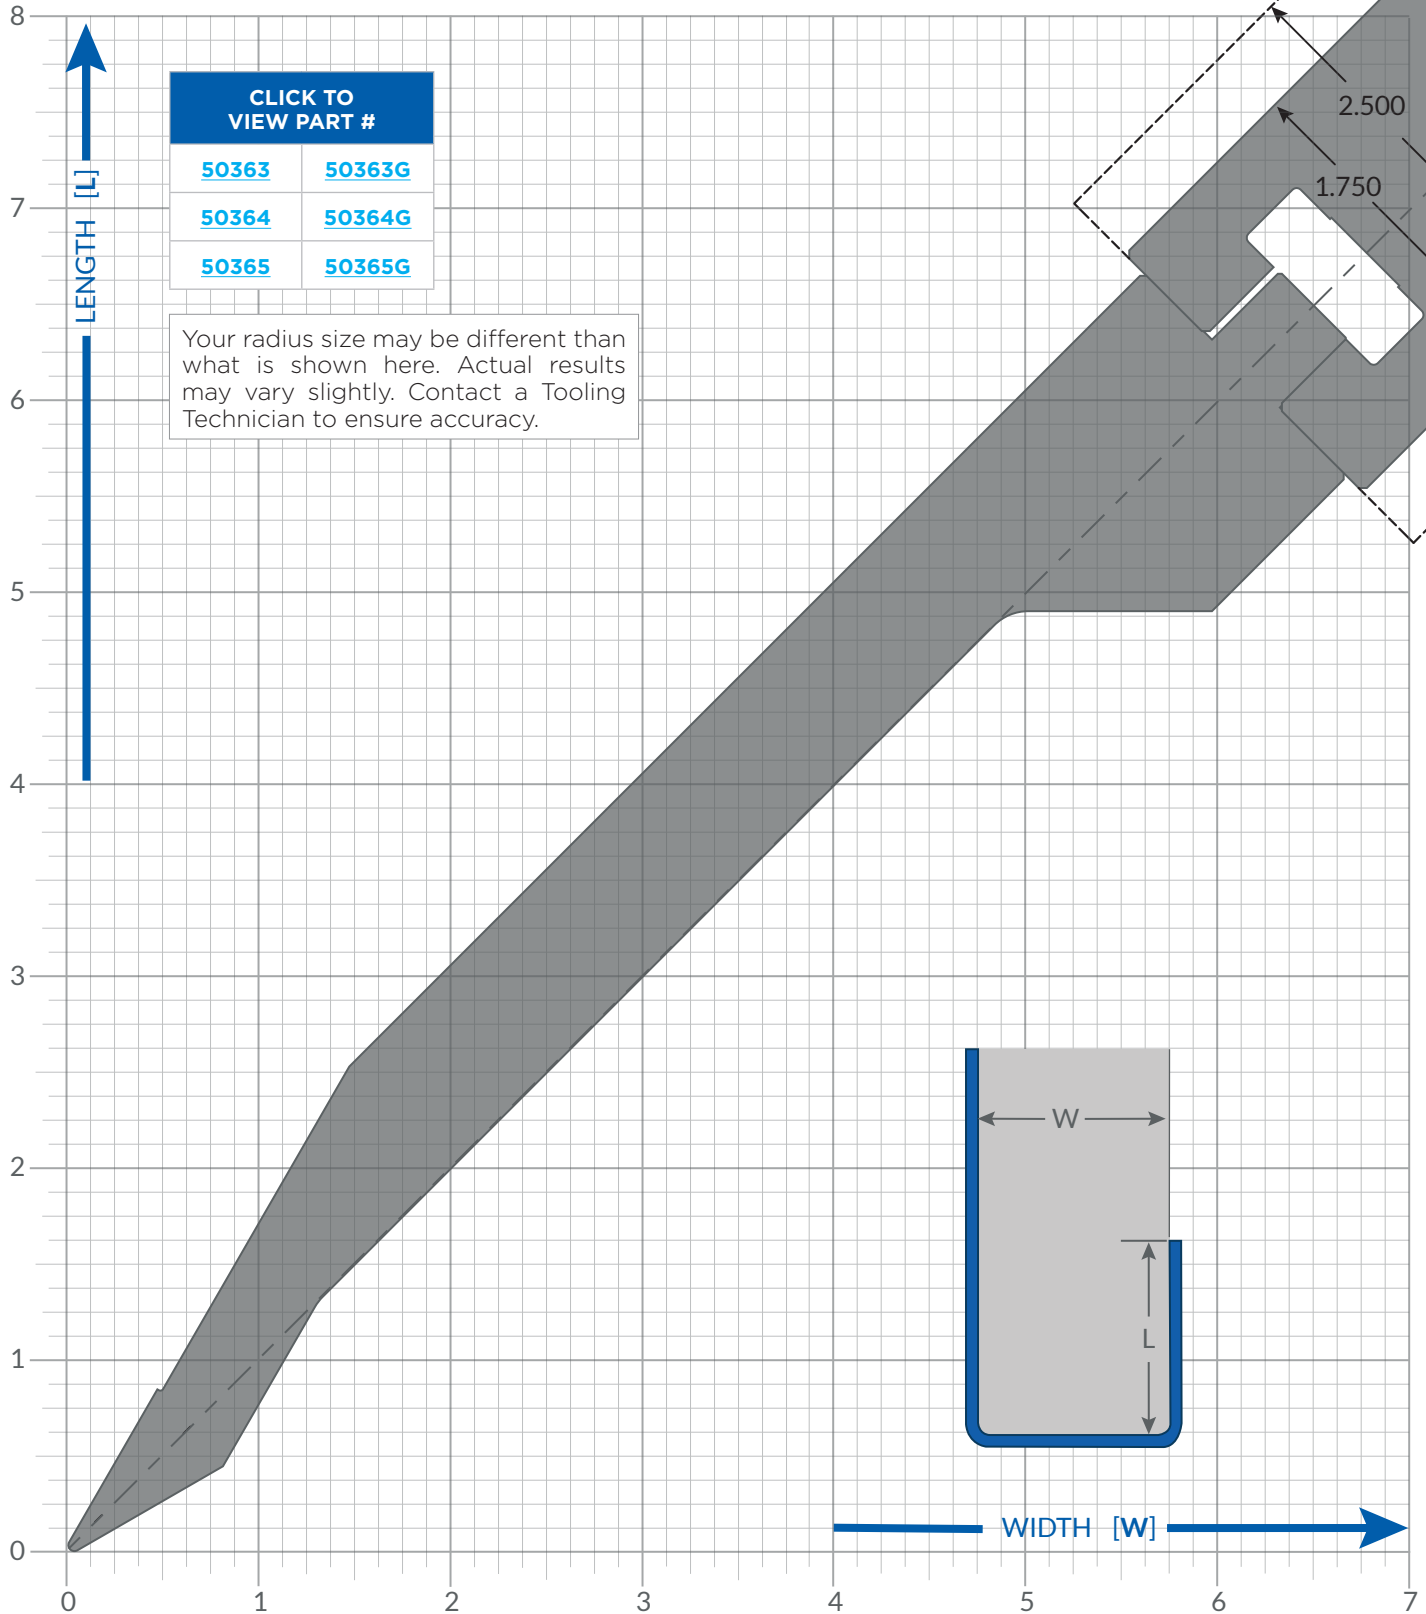 8
7
6
5
4
3
2
1
0
LENGTH [L]
CLICK TO
VIEW PART #
50363 50363G
50364 50364G
50365 50365G
Your radius size may be different than
what is shown here. Actual results
may vary slightly. Contact a Tooling
Technician to ensure accuracy.
2.500
1.750
W
L
WIDTH [W]
0 1 2 3 4 5 6 7